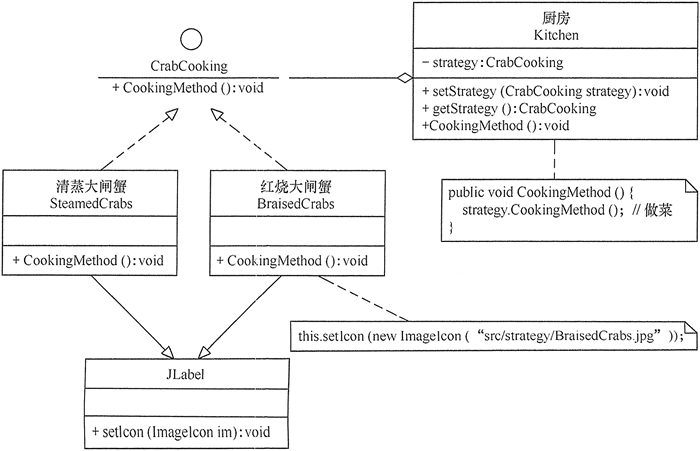 CrabCooking
+ CookingMethod (): void
厨房
Kitchen
− strategy: CrabCooking
+ setStrategy (CrabCooking strategy): void
+ getStrategy (): CrabCooking
+CookingMethod (): void
清蒸大闸蟹
SteamedCrabs
+ CookingMethod (): void
红烧大闸蟹
BraisedCrabs
+ CookingMethod (): void
public void CookingMethod () {
strategy.CookingMethod (); // 做菜
}
this.setIcon (new ImageIcon (“src/strategy/BraisedCrabs.jpg”));
JLabel
+ setIcon (ImageIcon im): void